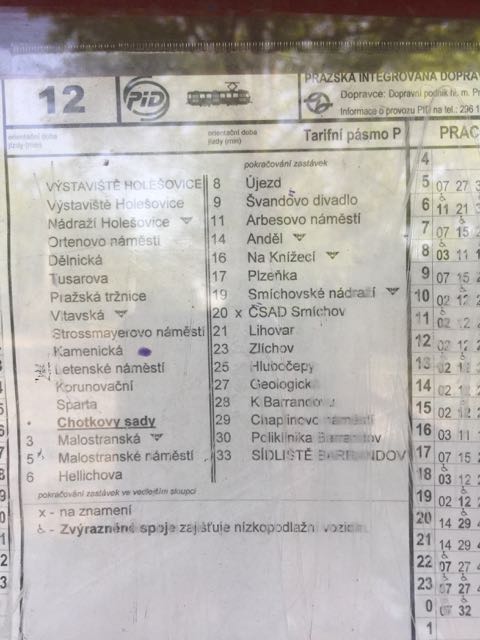 12 PID
PRAŽSKÁ INTEGROVANÁ DOPRA
Dopravce: Dopravní podnik hl. m. Pr
Informace o provozu PID na tel.: 296 1
orientační doba
jízdy (min)
orientační doba
jízdy (min)
Tarifní pásmo P
PRAC
VÝSTAVIŠTĚ HOLEŠOVICE
Výstaviště Holešovice
Nádraží Holešovice
Ortenovo náměstí
Dělnická
Tusarova
Pražská tržnice
Vltavská
Strossmayerovo náměstí
Kamenická
Letenské náměstí
Korunovační
Sparta
• Chotkovy sady
3 Malostranská
5 Malostranské náměstí
6 Hellichova
pokračování zastávek ve vedlejším sloupci
x - na znamení
- Zvýrazněné spoje zajišťuje nízkopodlažní vozidlo
pokračování zastávek
8 Újezd
9 Švandovo divadlo
11 Arbesovo náměstí
14 Anděl
16 Na Knížecí
17 Plzeňka
19 Smíchovské nádraží
20 x ČSAD Smíchov
21 Lihovar
23 Zlíchov
25 Hlubočepy
27 Geologická
28 K Barrandovu
29 Chaplinovo náměstí
30 Poliklinika Barrandov
33 SÍDLIŠTĚ BARRANDOV
4
5 07 27 3
6 11 21 3
7 07 15 2
8 03 11 1
9 07 15 2
10 02 12 2
11 02 12 2
12 02 12 2
13 02 12
14 02 12 2
15 02 12 2
16 03 11 1
17 07 15 2
18 03 12 2
19 02 12 2
20 14 29 4
21 14 29 4
22 07 27 4
23 07 27 4
0 07 32
1